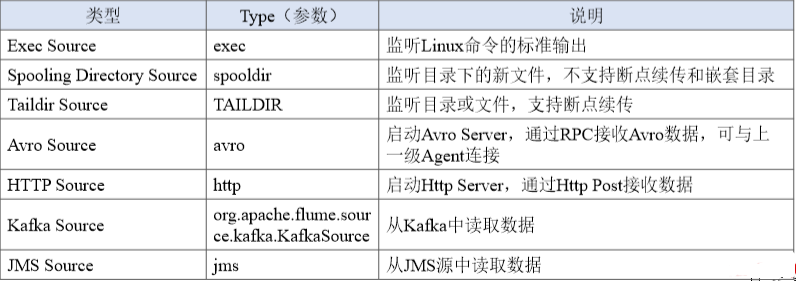 类型 Type（参数） 说明
Exec Source exec 监听Linux命令的标准输出
Spooling Directory Source spooldir 监听目录下的新文件，不支持断点续传和嵌套目录
Taildir Source TAILDIR 监听目录或文件，支持断点续传
Avro Source avro 启动Avro Server，通过RPC接收Avro数据，可与上
一级Agent连接
HTTP Source http 启动Http Server，通过Http Post接收数据
Kafka Source org.apache.flume.sour
ce.kafka.KafkaSource 从Kafka中读取数据
JMS Source jms 从JMS源中读取数据